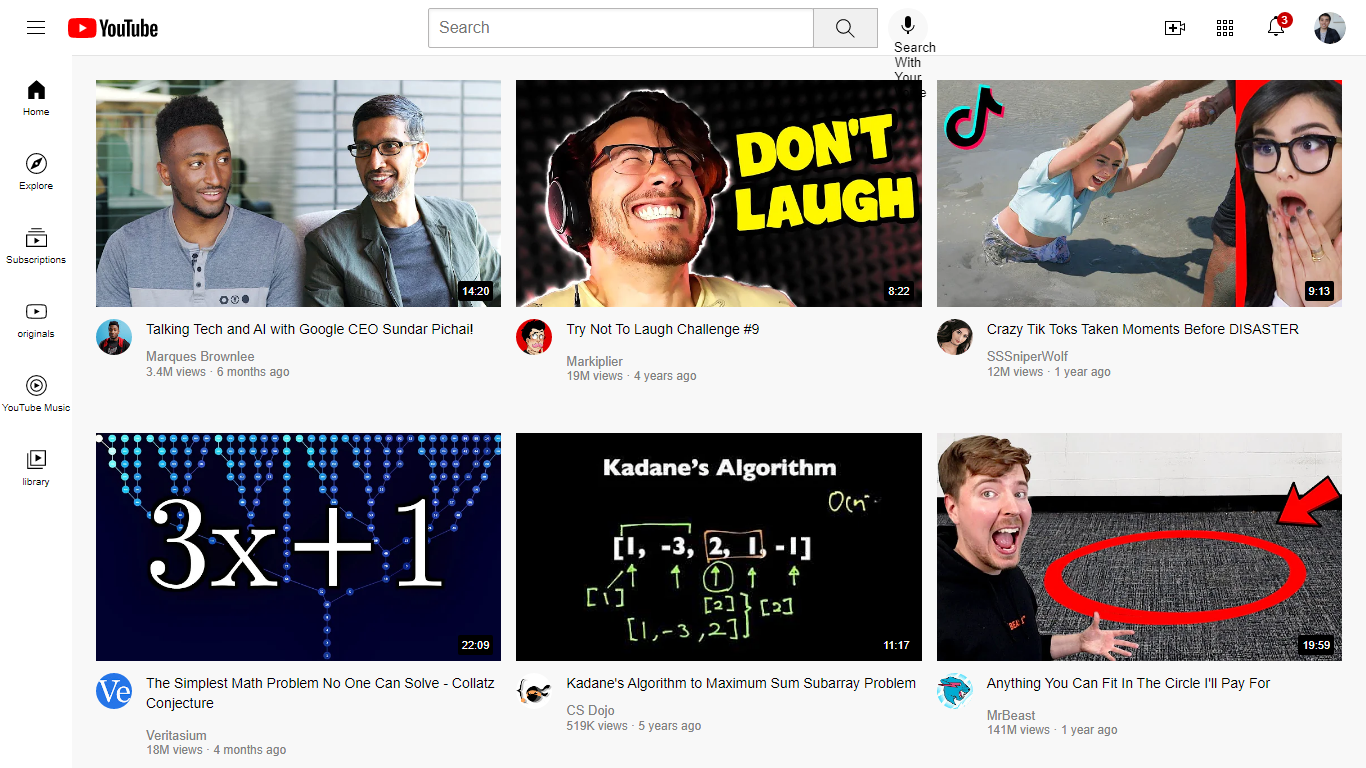 YouTube
Search
3
Search
With
Your
Home
Explore
Subscriptions
originals
YouTube Music
library
14:20
Talking Tech and AI with Google CEO Sundar Pichai!
Marques Brownlee
3.4M views · 6 months ago
DON'T
LAUGH
8:22
Try Not To Laugh Challenge #9
Markiplier
19M views · 4 years ago
9:13
Crazy Tik Toks Taken Moments Before DISASTER
SSSniperWolf
12M views · 1 year ago
3x+1
22:09
Ve
The Simplest Math Problem No One Can Solve - Collatz
Conjecture
Veritasium
18M views · 4 months ago
Kadane's Algorithm
[1, -3, 2, 1, -1]
[1] [2] [2]
[1, -3, 2]
11:17
Kadane's Algorithm to Maximum Sum Subarray Problem
CS Dojo
519K views · 5 years ago
19:59
Anything You Can Fit In The Circle I'll Pay For
MrBeast
141M views · 1 year ago